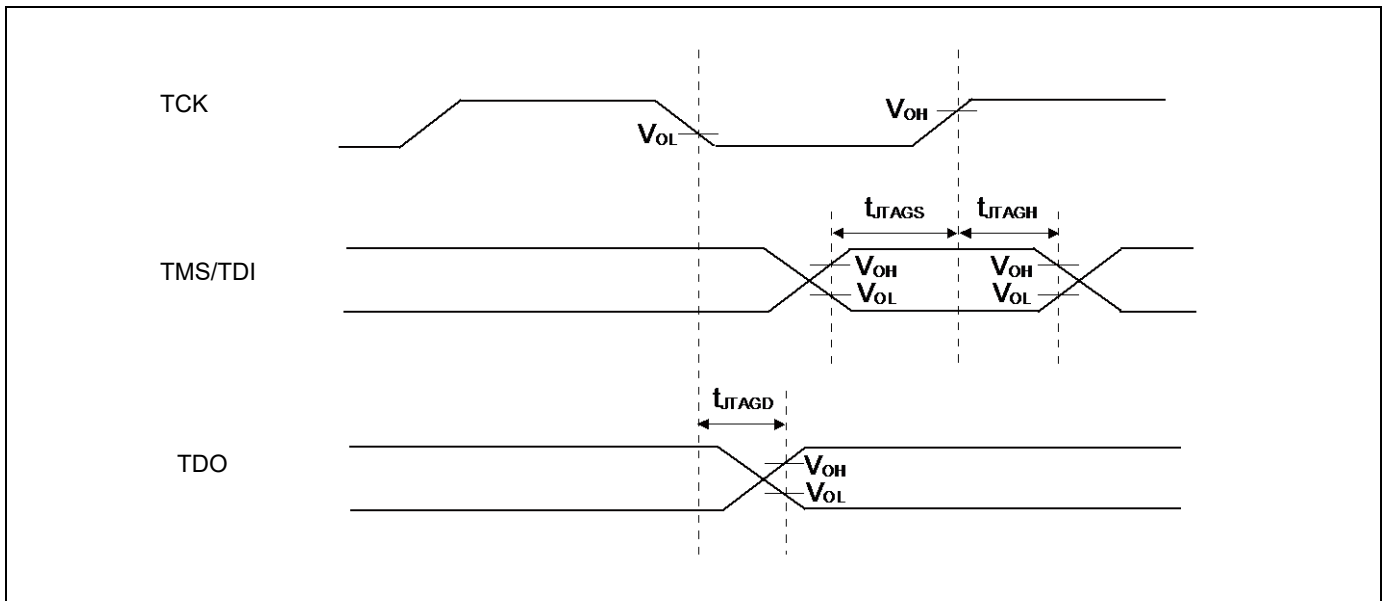 TCK
VOL
VOH
tJTAGS
tJTAGH
TMS/TDI
VOH
VOL
VOH
VOL
tJTAGD
TDO
VOH
VOL